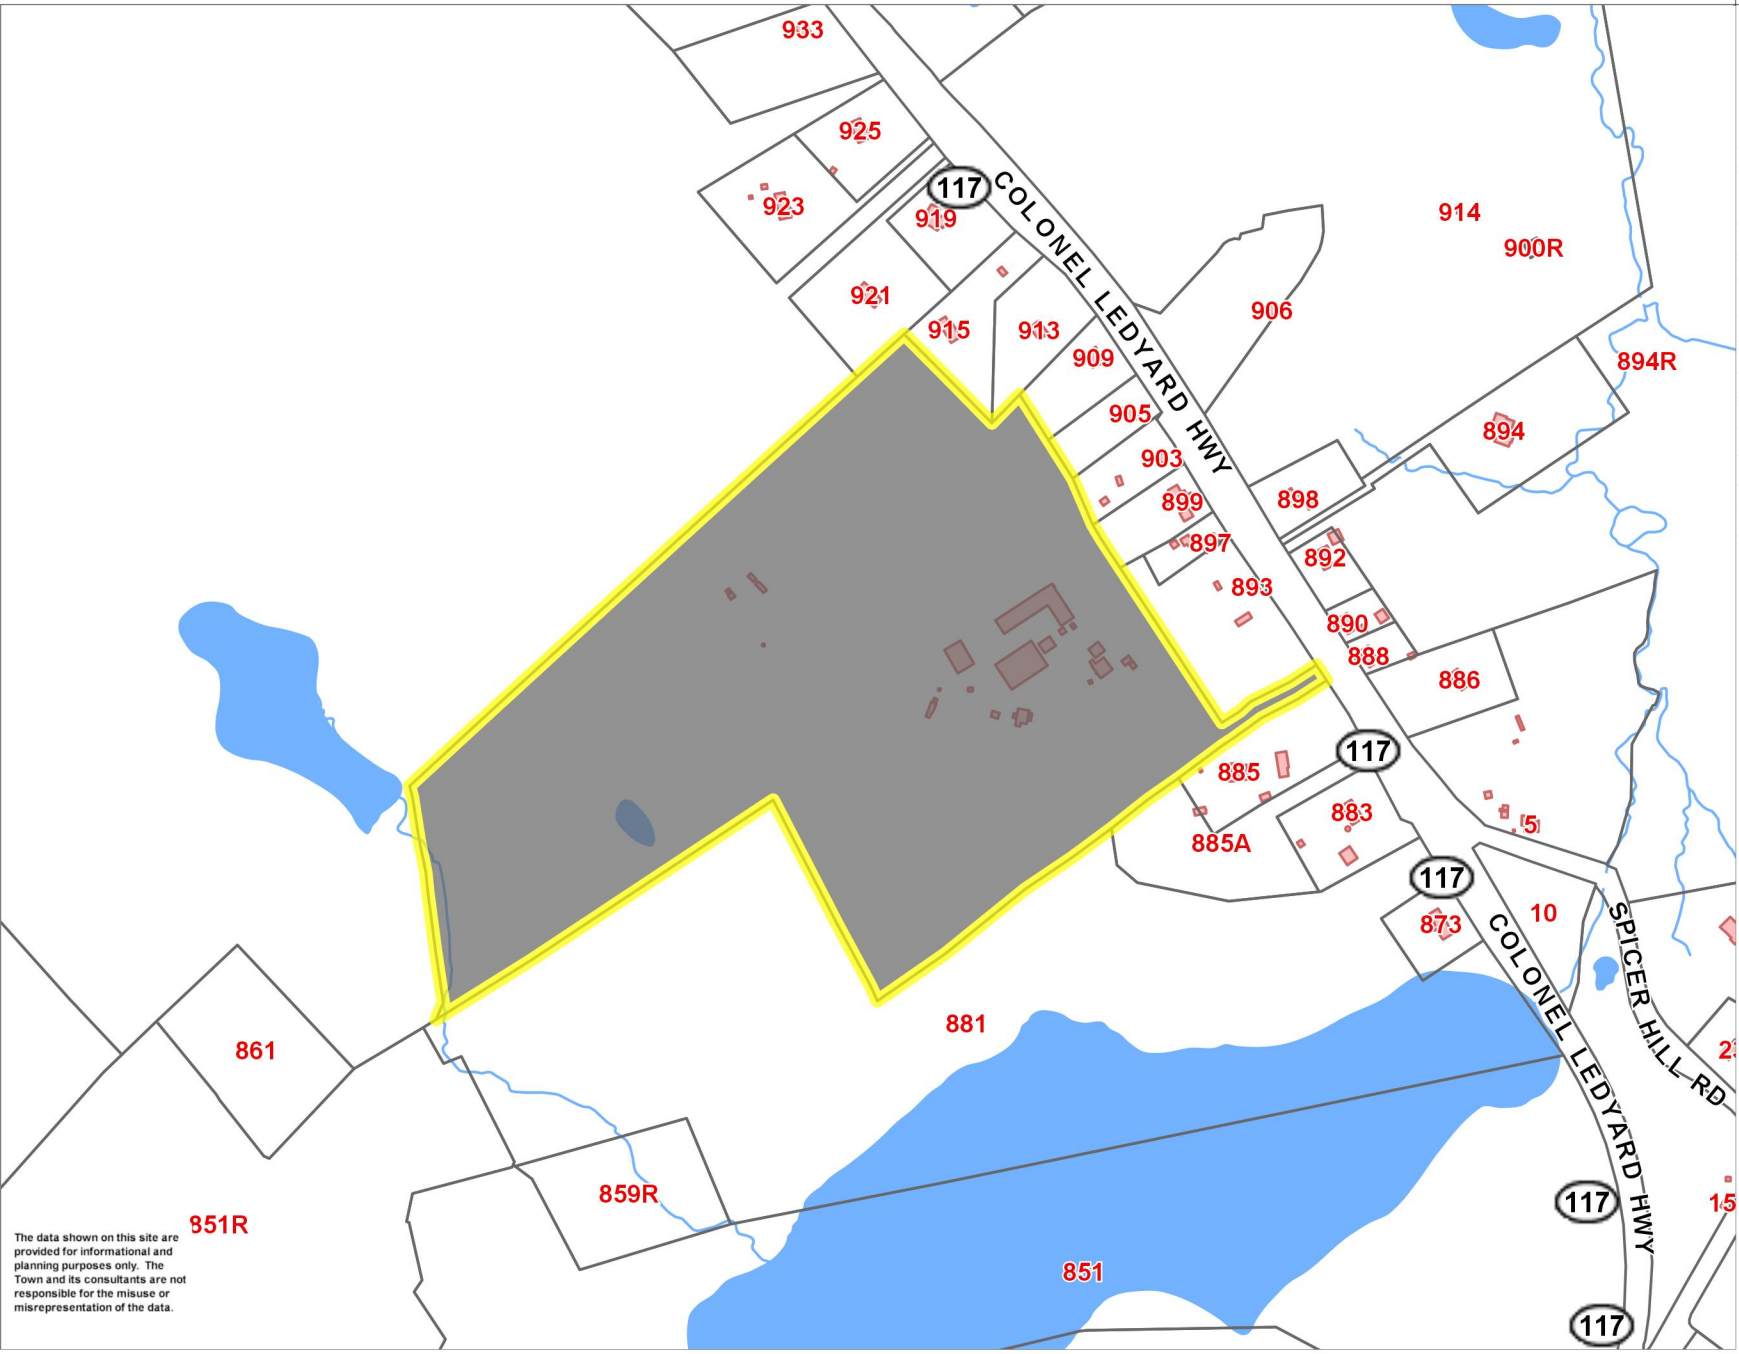 933
925
117
COLONEL LEDYARD HWY
923
919
914
900R
921
906
915
913
909
894R
905
894
903
898
899
897
892
893
890
888
886
117
885
883
5
885A
117
10
873
COLONEL LEDYARD HWY
SPICER HILL RD
881
861
859R
117
851R
The data shown on this site are
provided for informational and
planning purposes only. The
Town and its consultants are not
responsible for the misuse or
misrepresentation of the data.
851
15
117